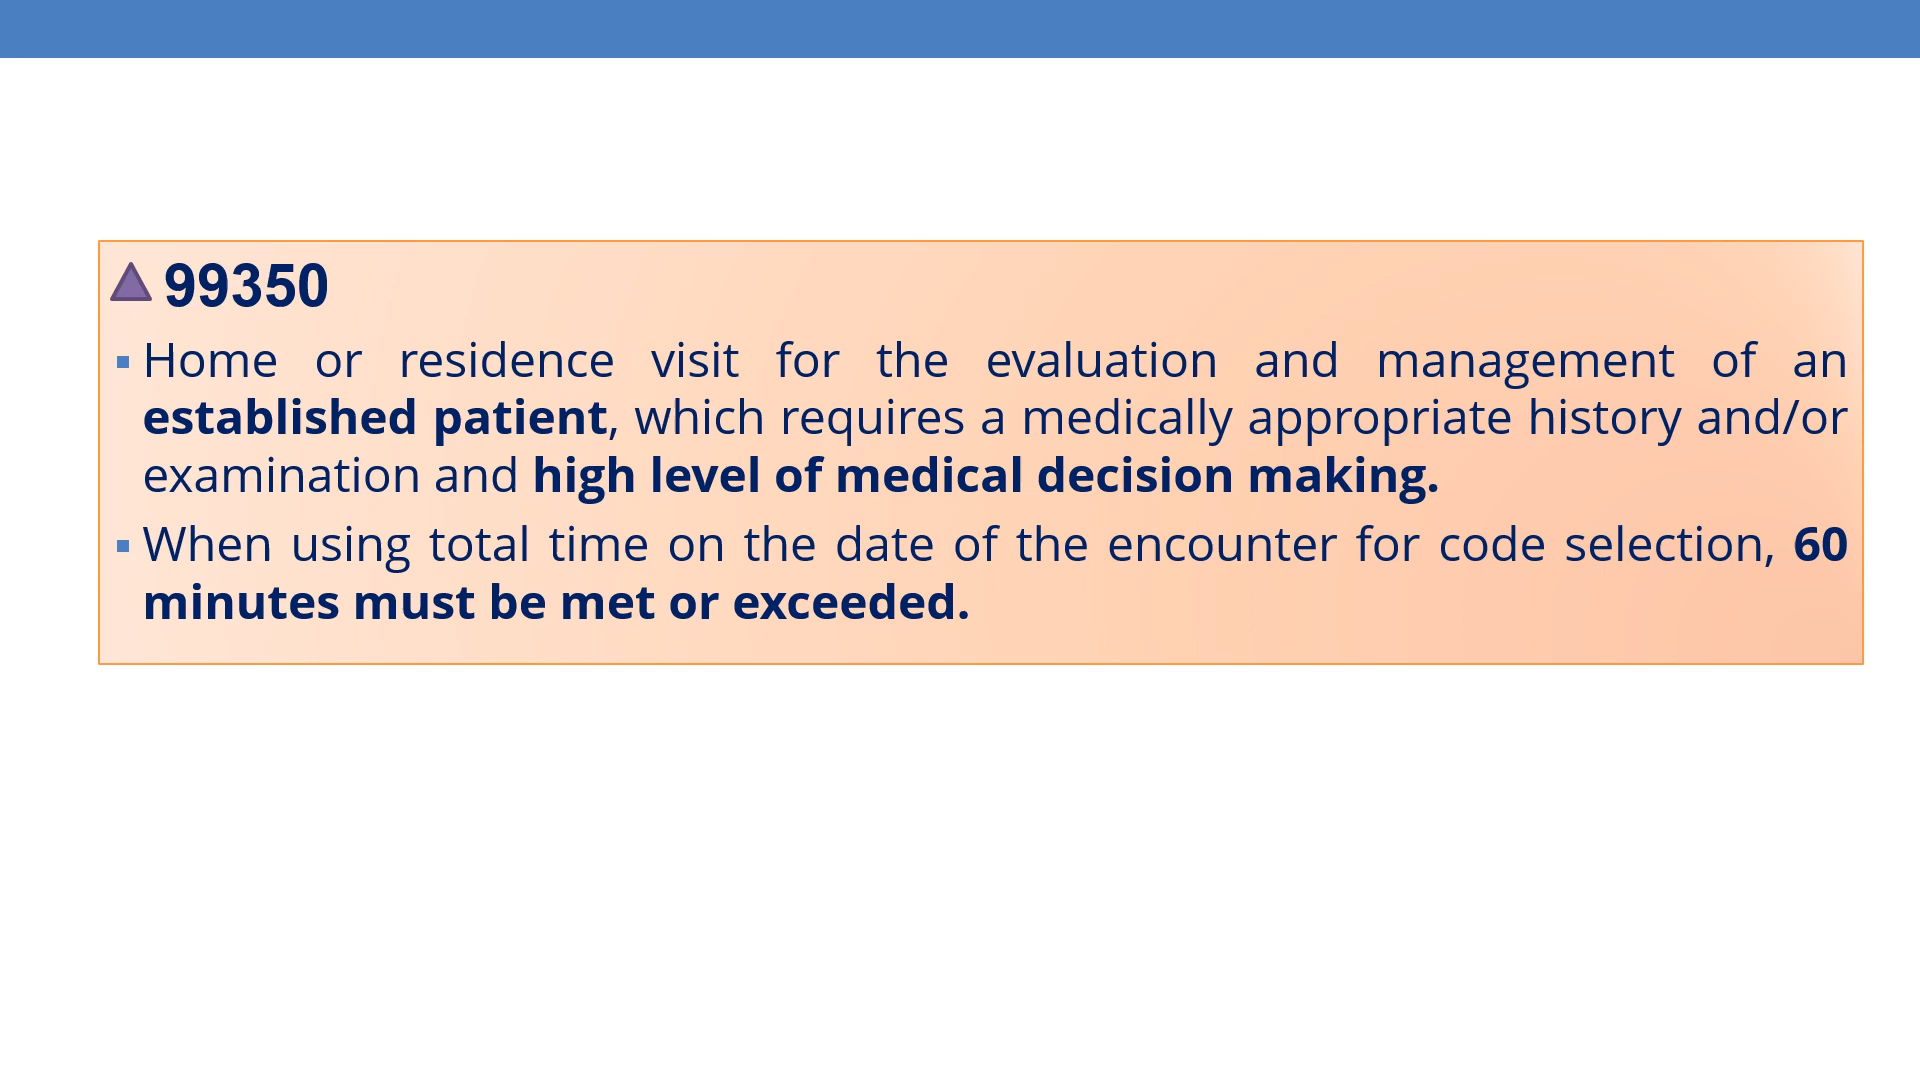 99350
Home or residence visit for the evaluation and management of an
established patient, which requires a medically appropriate history and/or
examination and high level of medical decision making.
When using total time on the date of the encounter for code selection, 60
minutes must be met or exceeded.